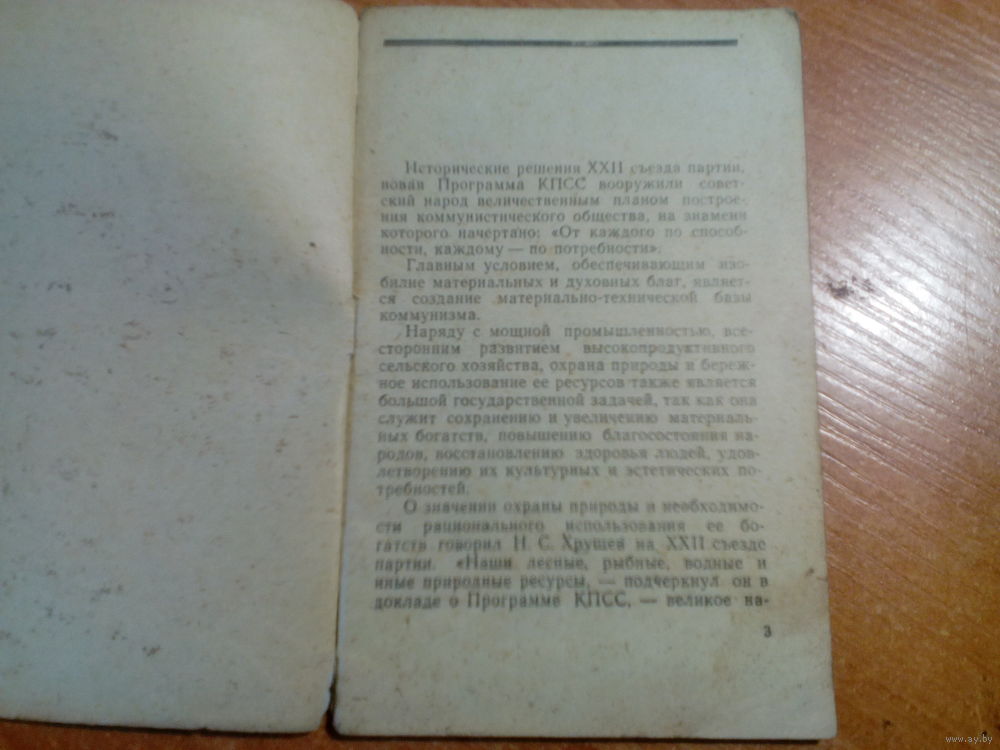 Исторические решения XXII съезда партии,
новая Программа КПСС вооружили совет-
ский народ величественным планом построе-
ния коммунистического общества, на знамени
которого начертано: «От каждого по способ-
ности, каждому — по потребности».
Главным условием, обеспечивающим изо-
билие материальных и духовных благ, являет-
ся создание материально-технической базы
коммунизма.
Наряду с мощной промышленностью, все-
сторонним развитием высокопродуктивного
сельского хозяйства, охрана природы и береж-
ное использование ее ресурсов также является
большой государственной задачей, так как она
служит сохранению и увеличению материаль-
ных богатств, повышению благосостояния на-
родов, восстановлению здоровья людей, удов-
летворению их культурных и эстетических по-
требностей.
О значении охраны природы и необходимо-
сти рационального использования ее бо-
гатств говорил Н. С. Хрущев на XXII съезде
партии. «Наши лесные, рыбные, водные и
иные природные ресурсы, — подчеркнул он в
докладе о Программе КПСС, — великое на-
3
www.ay.by